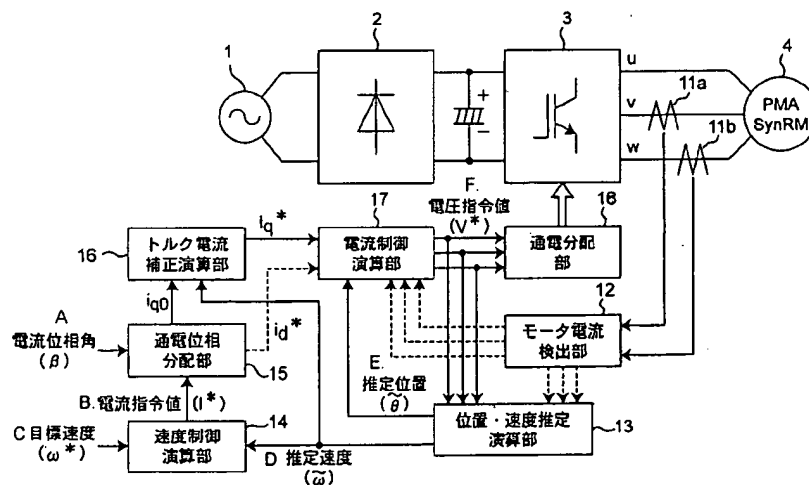 1
2
3
4
u
v
w
11a
11b
PMA
SynRM
+
−
F.
電圧指令値
(V*)
16
トルク電流
補正演算部
iq*
17
電流制御
演算部
18
通電分配
部
iq0
id*
12
モータ電流
検出部
A
電流位相角
(β)
通電位相
分配部
15
E.
推定位置
(θ̃)
B.電流指令値 (I*)
14
C 目標速度
(ω*)
速度制御
演算部
D 推定速度
(ω̃)
位置・速度推定
演算部
13